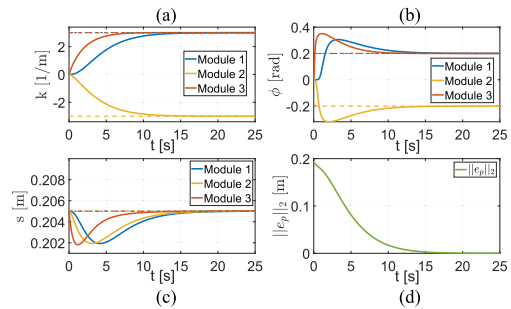 (a)
k [1/m]
2
0
-2
0 5 10 15 20 25
t [s]
Module 1
Module 2
Module 3
(b)
ϕ [rad]
0.4
0.2
0
-0.2
0 5 10 15 20 25
t [s]
Module 1
Module 2
Module 3
s [m]
0.208
0.206
0.204
0.202
0 5 10 15 20 25
t [s]
Module 1
Module 2
Module 3
(c)
||e_p||_2 [m]
0.2
0.1
0
0 5 10 15 20 25
t [s]
||e_p||_2
(d)